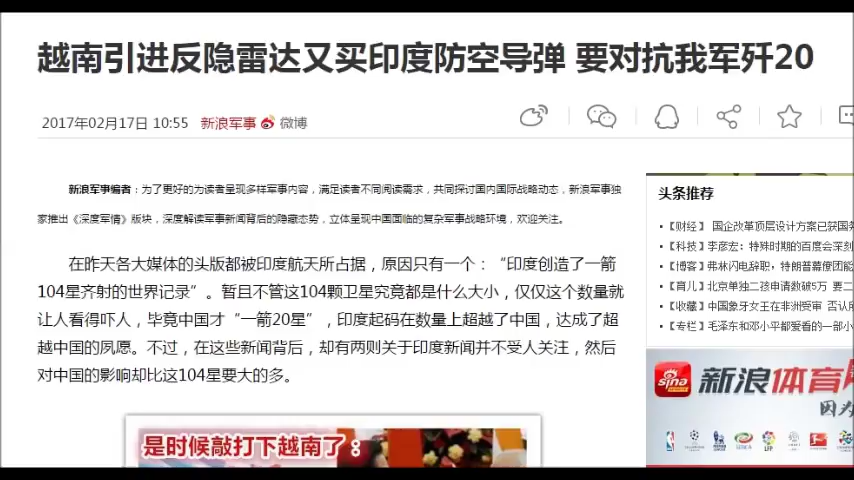 越南引进反隐雷达又买印度防空导弹 要对抗我军歼20
2017年02月17日 10:55 新浪军事 微博
新浪军事编者：为了更好的为读者呈现多样军事内容，满足读者不同阅读需求，共同探讨国内国际战略动态，新浪军事独
家推出《深度军情》版块，深度解读军事新闻背后的隐藏态势，立体呈现中国面临的复杂军事战略环境，欢迎关注。
在昨天各大媒体的头版都被印度航天所占据，原因只有一个：“印度创造了一箭
104星齐射的世界记录”。暂且不管这104颗卫星究竟都是什么大小，仅仅这个数量就
让人看得吓人，毕竟中国才“一箭20星”，印度起码在数量上超越了中国，达成了超
越中国的夙愿。不过，在这些新闻背后，却有两则关于印度新闻并不受人关注，然后
对中国的影响却比这104星要大的多。
是时候敲打下越南了：
头条推荐
【财经】 国企改革顶层设计方案已获国务
【科技】李彦宏：特殊时期的百度会深刻
【博客】弗林闪电辞职，特朗普幕僚团能
【育儿】北京单独二孩申请数破5万 要二
【收藏】中国象牙女王在非洲受审 否认所
【专栏】毛泽东和邓小平都爱看的一部小
sina 新浪体育
因为